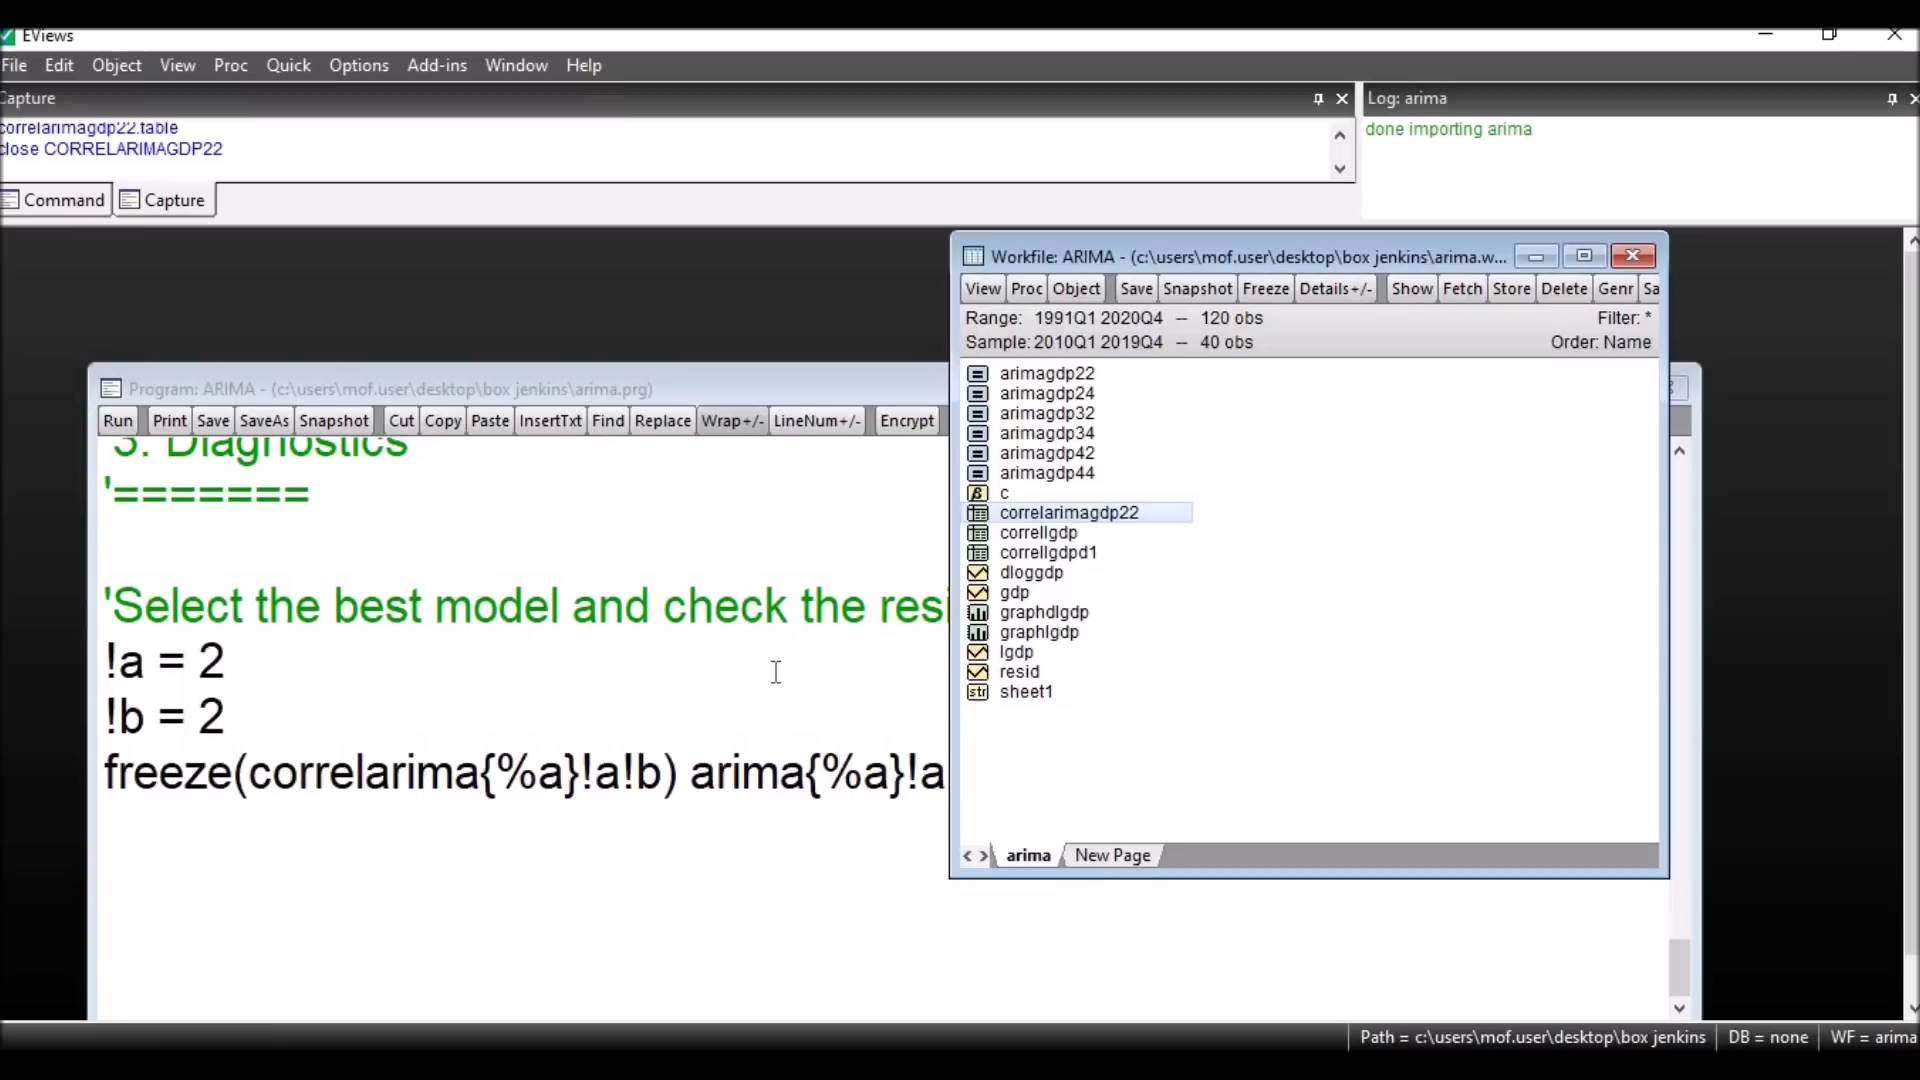 EViews
File Edit Object View Proc Quick Options Add-ins Window Help
Capture
Log: arima
correlarimagdp22.table
close CORRELARIMAGDP22
done importing arima
Command Capture
Workfile: ARIMA - (c:\users\mof.user\desktop\box jenkins\arima.w...
View Proc Object Save Snapshot Freeze Details+/- Show Fetch Store Delete Genr Sa
Range: 1991Q1 2020Q4 -- 120 obs
Filter: *
Sample: 2010Q1 2019Q4 -- 40 obs
Order: Name
arimagdp22
arimagdp24
arimagdp32
arimagdp34
arimagdp42
arimagdp44
c
correlarimagdp22
correllgdp
correllgdpd1
dloggdp
gdp
graphdlgdp
graphlgdp
lgdp
resid
sheet1
arima New Page
Program: ARIMA - (c:\users\mof.user\desktop\box jenkins\arima.prg)
Run Print Save SaveAs Snapshot Cut Copy Paste InsertTxt Find Replace Wrap+/- LineNum+/- Encrypt
3. Diagnostics
'=======
'Select the best model and check the resi
!a = 2
!b = 2
freeze(correlarima{%a}!a!b) arima{%a}!a
Path = c:\users\mof.user\desktop\box jenkins DB = none WF = arima